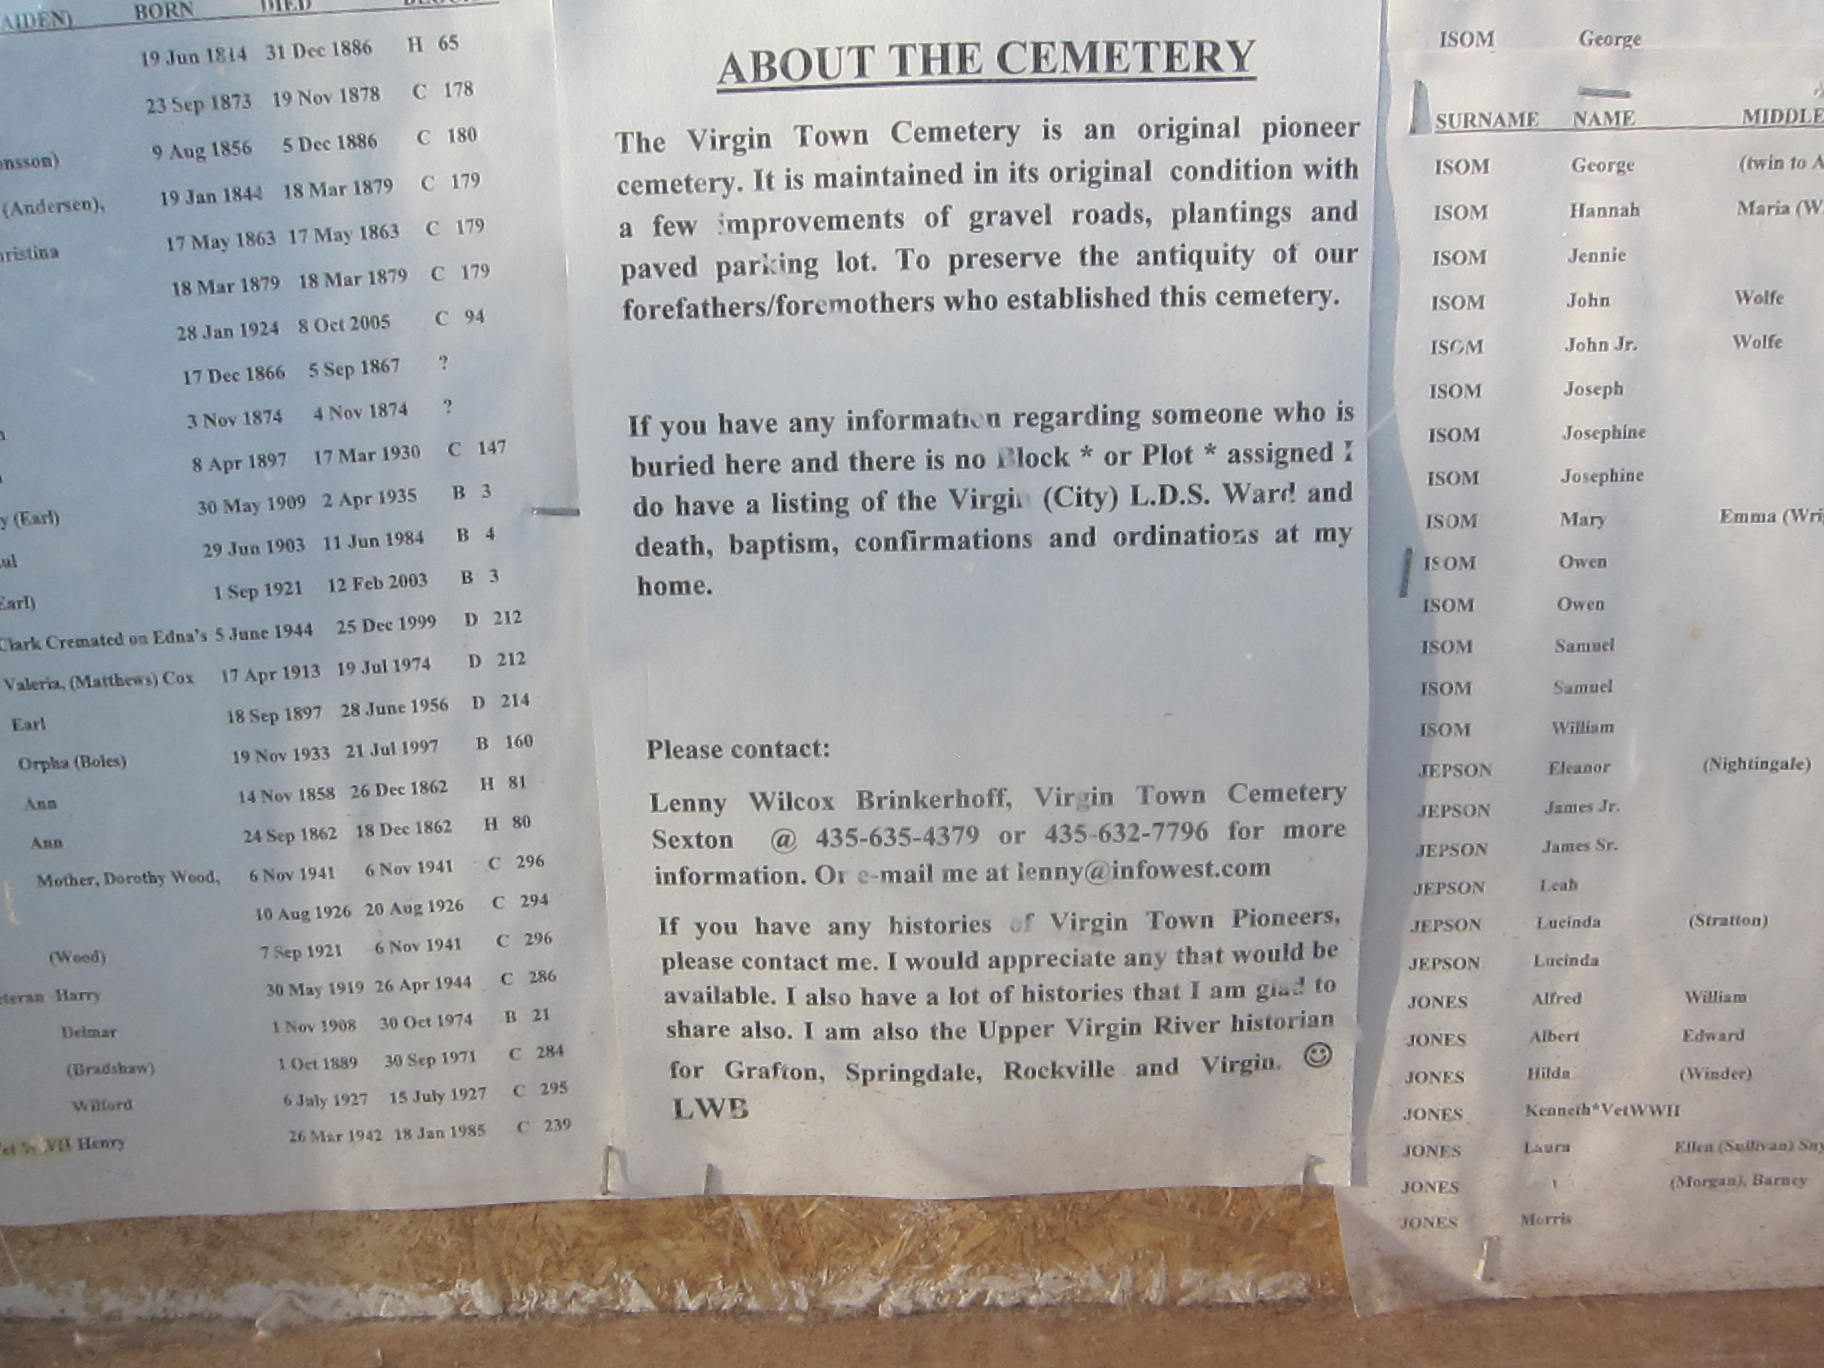 AIDEN) BORN DIED
19 Jun 1814 31 Dec 1886 H 65
23 Sep 1873 19 Nov 1878 C 178
nsson) 9 Aug 1856 5 Dec 1886 C 180
(Andersen), 19 Jan 1844 18 Mar 1879 C 179
ristina 17 May 1863 17 May 1863 C 179
18 Mar 1879 18 Mar 1879 C 179
28 Jan 1924 8 Oct 2005 C 94
17 Dec 1866 5 Sep 1867 ?
3 Nov 1874 4 Nov 1874 ?
8 Apr 1897 17 Mar 1930 C 147
y (Earl) 30 May 1909 2 Apr 1935 B 3
ul 29 Jun 1903 11 Jun 1984 B 4
Earl) 1 Sep 1921 12 Feb 2003 B 3
Clark Cremated on Edna's 5 June 1944 25 Dec 1999 D 212
Valeria, (Matthews) Cox 17 Apr 1913 19 Jul 1974 D 212
Earl 18 Sep 1897 28 June 1956 D 214
Orpha (Boles) 19 Nov 1933 21 Jul 1997 B 160
Ann 14 Nov 1858 26 Dec 1862 H 81
Ann 24 Sep 1862 18 Dec 1862 H 80
Mother, Dorothy Wood, 6 Nov 1941 6 Nov 1941 C 296
10 Aug 1926 20 Aug 1926 C 294
(Wood) 7 Sep 1921 6 Nov 1941 C 296
eteran Harry 30 May 1919 26 Apr 1944 C 286
Delmar 1 Nov 1908 30 Oct 1974 B 21
(Bradshaw) 1 Oct 1889 30 Sep 1971 C 284
Wilford 6 July 1927 15 July 1927 C 295
Henry 26 Mar 1942 18 Jan 1985 C 239
ABOUT THE CEMETERY
The Virgin Town Cemetery is an original pioneer
cemetery. It is maintained in its original condition with
a few improvements of gravel roads, plantings and
paved parking lot. To preserve the antiquity of our
forefathers/foremothers who established this cemetery.
If you have any information regarding someone who is
buried here and there is no Block * or Plot * assigned I
do have a listing of the Virgin (City) L.D.S. Ward and
death, baptism, confirmations and ordinations at my
home.
Please contact:
Lenny Wilcox Brinkerhoff, Virgin Town Cemetery
Sexton @ 435-635-4379 or 435-632-7796 for more
information. Or e-mail me at lenny@infowest.com
If you have any histories of Virgin Town Pioneers,
please contact me. I would appreciate any that would be
available. I also have a lot of histories that I am glad to
share also. I am also the Upper Virgin River historian
for Grafton, Springdale, Rockville and Virgin. ☺
LWB
ISOM George
SURNAME NAME MIDDLE
ISOM George (twin to A
ISOM Hannah Maria (W
ISOM Jennie
ISOM John Wolfe
ISOM John Jr. Wolfe
ISOM Joseph
ISOM Josephine
ISOM Josephine
ISOM Mary Emma (Wri
ISOM Owen
ISOM Owen
ISOM Samuel
ISOM Samuel
ISOM William
JEPSON Eleanor (Nightingale)
JEPSON James Jr.
JEPSON James Sr.
JEPSON Leah
JEPSON Lucinda (Stratton)
JEPSON Lucinda
JONES Alfred William
JONES Albert Edward
JONES Hilda (Winder)
JONES Kenneth*VetWWII
JONES Laura Ellen (Sullivan) Sny
JONES (Morgan), Barney
JONES Morris